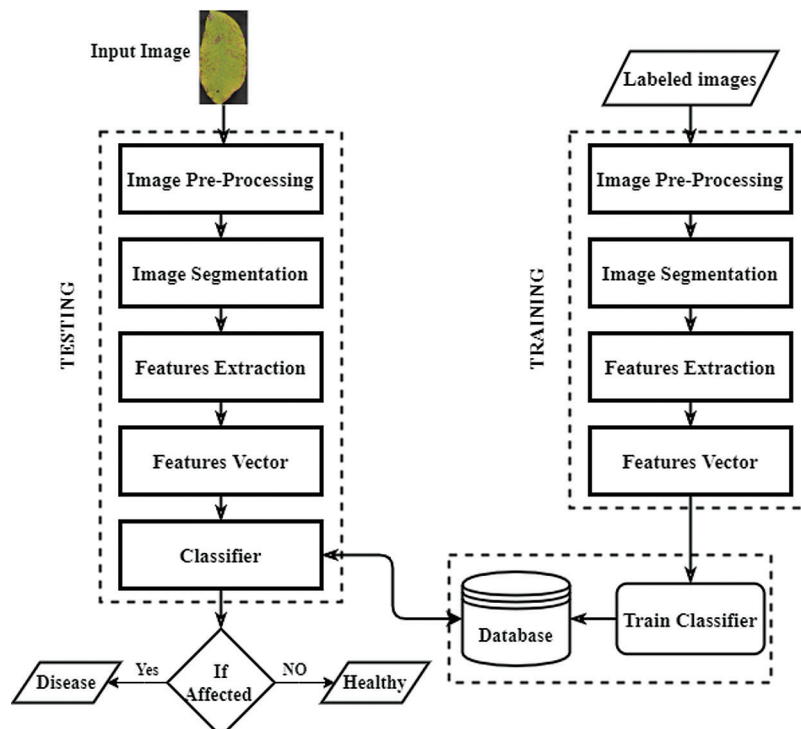 Input Image
TESTING
Image Pre-Processing
Image Segmentation
Features Extraction
Features Vector
Classifier
If
Affected
Yes
Disease
NO
Healthy
Labeled images
TRAINING
Image Pre-Processing
Image Segmentation
Features Extraction
Features Vector
Train Classifier
Database